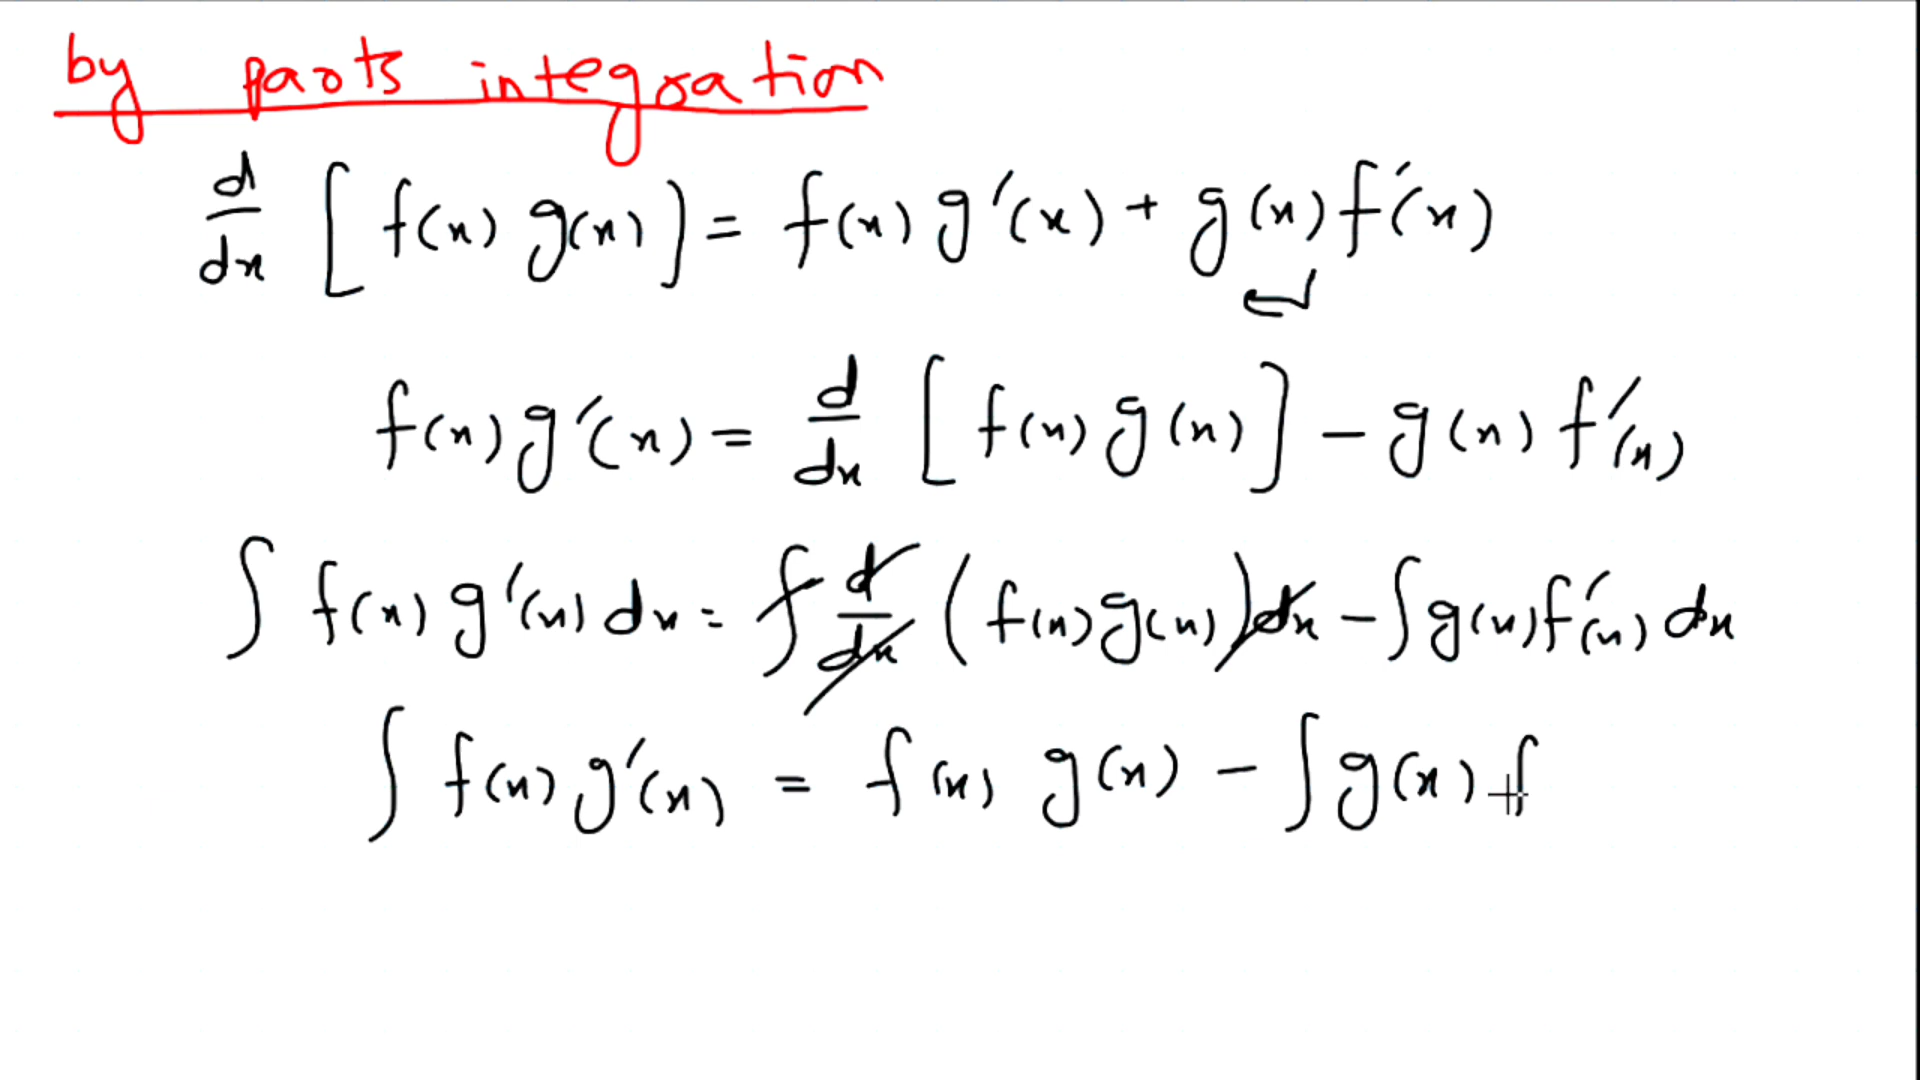 by parts integration
d/dx [f(x) g(x)] = f(x) g'(x) + g(x) f'(x)
f(x) g'(x) = d/dx [f(x) g(x)] - g(x) f'(x)
∫ f(x) g'(x) dx = ∫ d/dx (f(x) g(x)) dx - ∫ g(x) f'(x) dx
∫ f(x) g'(x) = f(x) g(x) - ∫ g(x) f